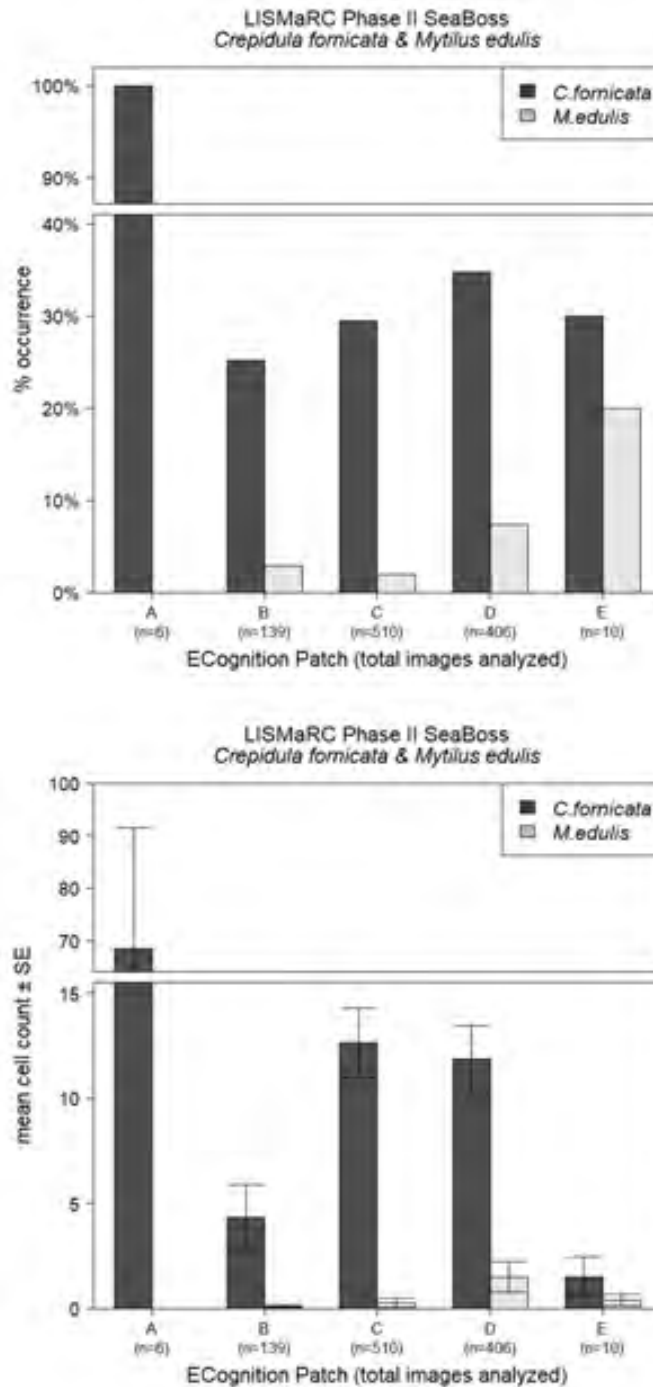 LISMaRC Phase II SeaBoss
Crepidula fornicata & Mytilus edulis
C.fornicata
M.edulis
100%
90%
40%
30%
20%
10%
0%
% occurrence
A B C D E
(n=6) (n=139) (n=510) (n=406) (n=10)
ECognition Patch (total images analyzed)
LISMaRC Phase II SeaBoss
Crepidula fornicata & Mytilus edulis
C.fornicata
M.edulis
100
90
80
70
15
10
5
0
mean cell count ± SE
A B C D E
(n=6) (n=139) (n=510) (n=406) (n=10)
ECognition Patch (total images analyzed)